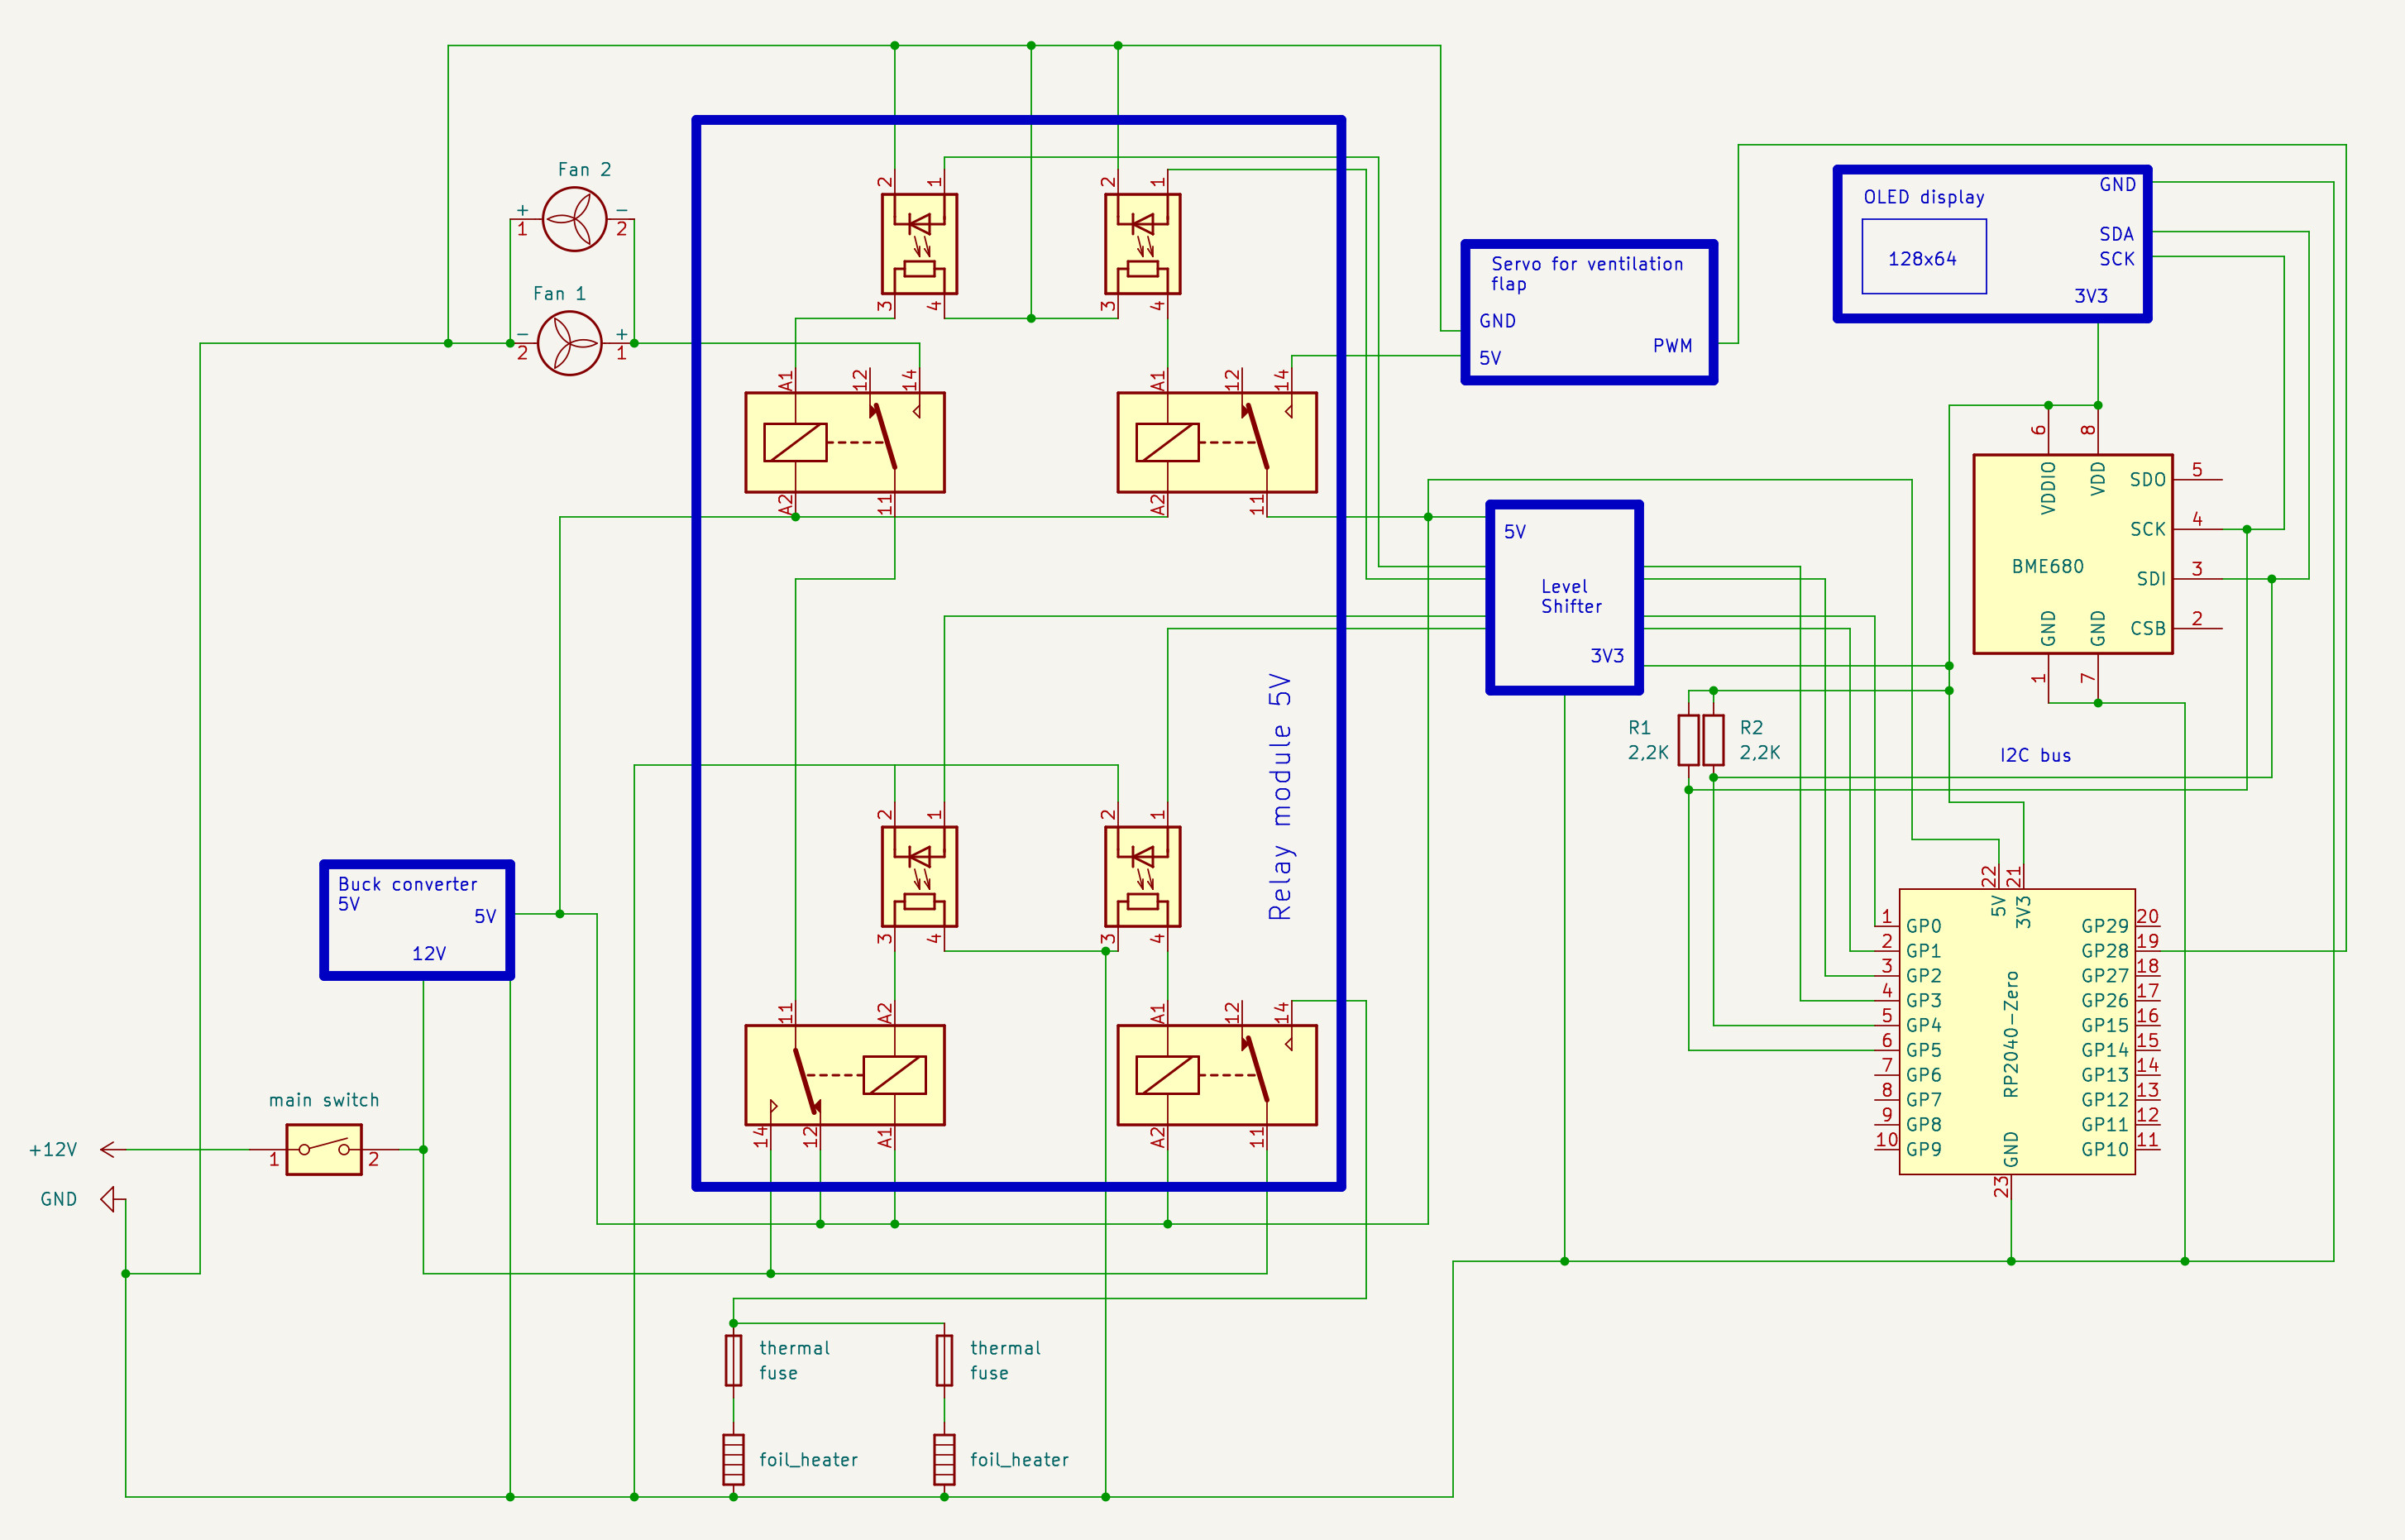 Fan 2
+
1
−
2
Fan 1
−
2
+
1
2
1
3
4
2
1
3
4
A1
12
14
A2
11
A1
12
14
A2
11
Servo for ventilation
flap
GND
5V
PWM
OLED display
128x64
GND
SDA
SCK
3V3
6
8
VDDIO
VDD
SDO
5
SCK
4
BME680
SDI
3
GND
GND
CSB
2
1
7
5V
Level
Shifter
3V3
R1
2,2K
R2
2,2K
I2C bus
Relay module 5V
2
1
3
4
2
1
3
4
11
A2
14
12
A1
A1
12
14
A2
11
Buck converter
5V
5V
12V
main switch
+12V
1
2
GND
thermal
fuse
thermal
fuse
foil_heater
foil_heater
22
21
5V
3V3
1
GP0
GP29
20
2
GP1
GP28
19
3
GP2
GP27
18
4
GP3
GP26
17
5
GP4
GP15
16
6
GP5
GP14
15
7
GP6
GP13
14
8
GP7
GP12
13
9
GP8
GP11
12
10
GP9
GP10
11
RP2040-Zero
GND
23